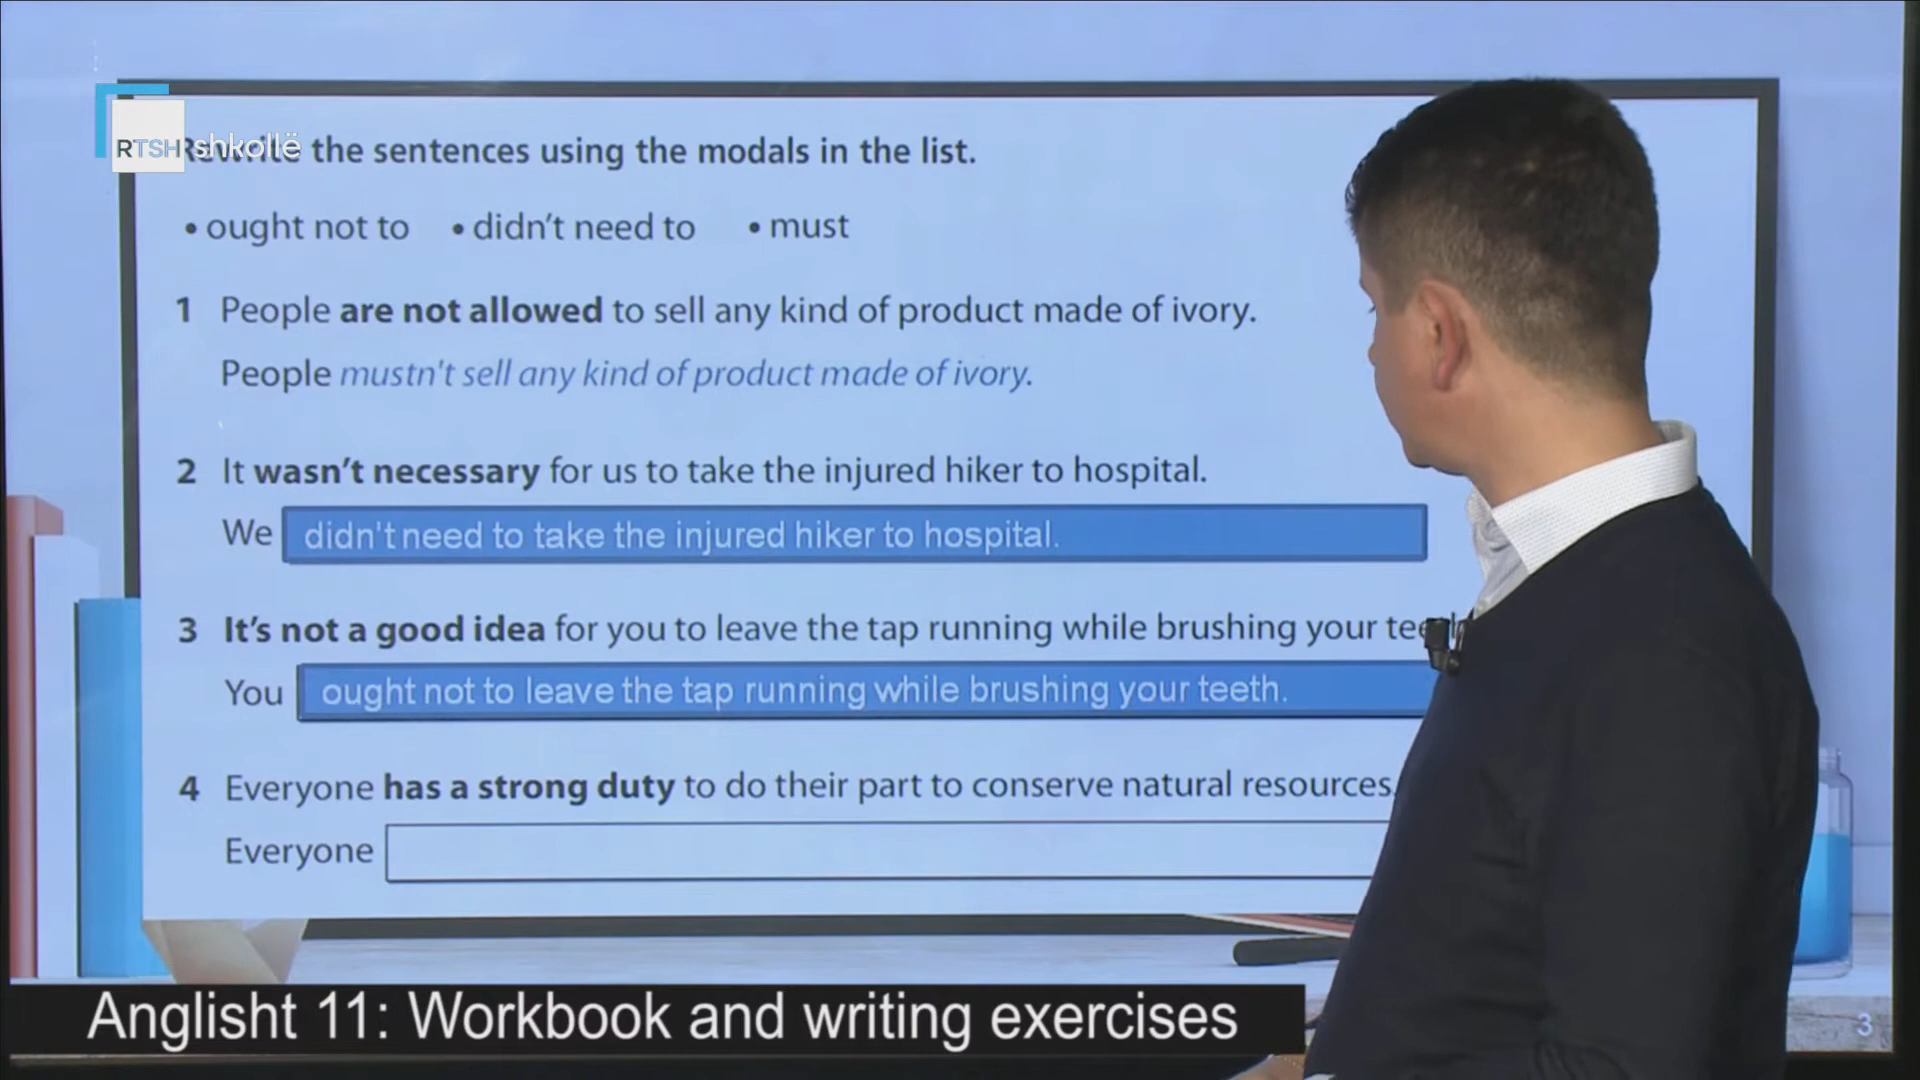 RTSH shkollë
the sentences using the modals in the list.
• ought not to • didn't need to • must
1 People are not allowed to sell any kind of product made of ivory.
People mustn't sell any kind of product made of ivory.
2 It wasn't necessary for us to take the injured hiker to hospital.
We didn't need to take the injured hiker to hospital.
3 It's not a good idea for you to leave the tap running while brushing your
You ought not to leave the tap running while brushing your teeth.
4 Everyone has a strong duty to do their part to conserve natural resources.
Everyone
Anglisht 11: Workbook and writing exercises
3